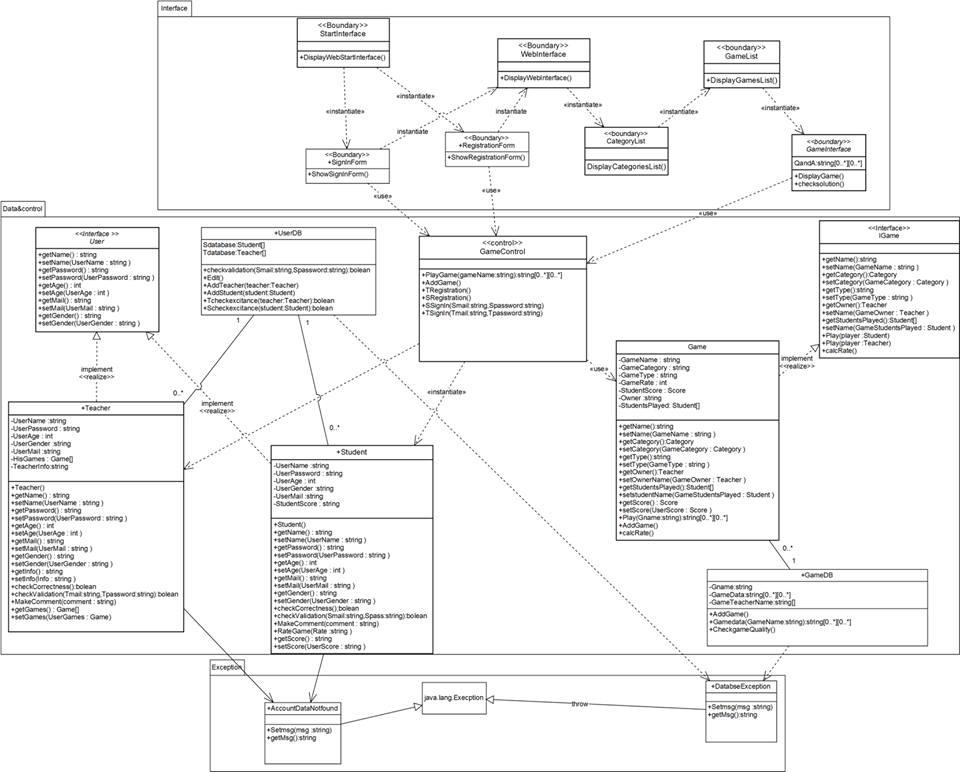 Interface
<<Boundary>>
StartInterface
+DisplayWebStartInterface()
<<Boundary>>
WebInterface
+DisplayWebInterface()
<<boundary>>
GameList
+DisplayGamesList()
«instantiate»
«instantiate»
instantiate
instantiate
«instantiate»
«instantiate»
«instantiate»
<<Boundary>>
+SignInForm
+ShowSignInForm()
<<Boundary>>
+RegistrationForm
+ShowRegistrationForm()
<<boundary>>
CategoryList
DisplayCategoriesList()
<<boundary>>
GameInterface
QandA:string[0..*][0..*]
+DisplayGame()
+checksolution()
«use»
«use»
«use»
Data&control
<<Interface >>
User
+getName() : string
+setName(UserName : string )
+getPassword() : string
+setPassword(UserPassword : string )
+getAge() : int
+setAge(UserAge : int )
+getMail() : string
+setMail(UserMail : string )
+getGender() : string
+setGender(UserGender : string )
+UserDB
Sdatabase:Student[]
Tdatabase:Teacher[]
+checkvalidation(Smail:string,Spassword:string):bolean
+Edit()
+AddTeacher(teacher:Teacher)
+AddStudent(student:Student)
+Tcheckexcitance(teacher:Teacher):bolean
+Scheckexcistance(student:Student):bolean
<<control>>
GameControl
+PlayGame(gameName:string):string[0..*][0..*]
+AddGame()
+TRegistration()
+SRegistration()
+SSignIn(Smail:string,Spassword:string)
+TSignIn(Tmail:string,Tpassword:string)
<<Interface>>
IGame
+getName():string
+setName(GameName : string )
+getCategory():Category
+setCategory(GameCategory : Category )
+getType():string
+setType(GameType : string )
+getOwner():Teacher
+setName(GameOwner : Teacher )
+getStudentsPlayed():Student[]
+setName(GameStudentsPlayed : Student )
+Play(player :Student)
+Play(player:Teacher)
+calcRate()
1
1
0..*
0..*
implement
<<realize>>
implement
<<realize>>
«instantiate»
«use»
implement
<<realize>>
Game
-GameName : string
-GameCategory : string
-GameType : string
-GameRate : int
-StudentScore : Score
-Owner : string
-StudentsPlayed: Student[]
+getName():string
+setName(GameName : string )
+getCategory():Category
+setCategory(GameCategory : Category )
+getType():string
+setType(GameType : string )
+getOwner():Teacher
+setOwnerName(GameOwner : Teacher )
+getStudentsPlayed():Student[]
+setstudentName(GameStudentsPlayed : Student )
+getScore() : Score
+setScore(UserScore : Score )
+Play(Gname:string):string[0..*][0..*]
+AddGame()
+calcRate()
+Teacher
-UserName :string
-UserPassword : string
-UserAge : int
-UserGender :string
-UserMail :string
-HisGames : Game[]
-TeacherInfo:string
+Teacher()
+getName() : string
+setName(UserName : string )
+getPassword() : string
+setPassword(UserPassword : string )
+getAge() : int
+setAge(UserAge : int )
+getMail() : string
+setMail(UserMail : string )
+getGender() : string
+setGender(UserGender : string )
+getInfo() : string
+setInfo(Info : string )
+checkCorrectness():bolean
+checkValidation(Tmail:string,Tpassword:string):bolean
+MakeComment(comment : string)
+getGames() : Game[]
+setGames(UserGames : Game)
+Student
-UserName :string
-UserPassword : string
-UserAge : int
-UserGender : string
-UserMail : string
-StudentScore : string
+Student()
+getName() : string
+setName(UserName : string )
+getPassword() : string
+setPassword(UserPassword : string )
+getAge() : int
+setAge(UserAge : int )
+getMail() : string
+setMail(UserMail : string )
+getGender() : string
+setGender(UserGender : string )
+checkCorrectness():bolean
+checkValidation(Smail:string,Spass:string):bolean
+MakeComment(comment : string)
+RateGame(Rate :string )
+getScore() : string
+setScore(UserScore : string )
0..*
1
+GameDB
-Gname:string
-GameData:string[0..*][0..*]
-GameTeacherName:string[]
+AddGame()
+Gamedata(GameName:string):string[0..*][0..*]
+CheckgameQuality()
Exception
+AccountDataNotfound
+Setmsg(msg :string)
+getMsg():string
java.lang.Execption
throw
+DatabseException
+Setmsg(msg :string)
+getMsg():string